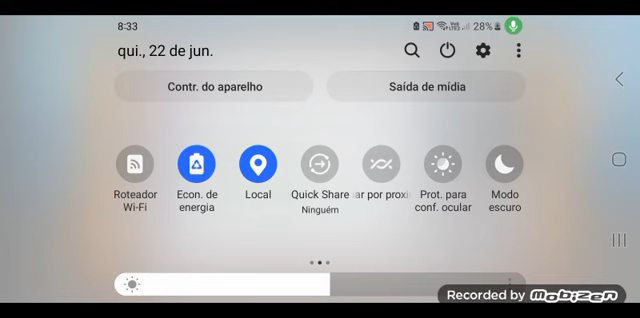 8:33
28%
qui., 22 de jun.
Contr. do aparelho
Saída de mídia
Roteador
Wi-Fi
Econ. de
energia
Local
Quick Share
Ninguém
ar por proxi
Prot. para
conf. ocular
Modo
escuro
Recorded by MOBIZEN